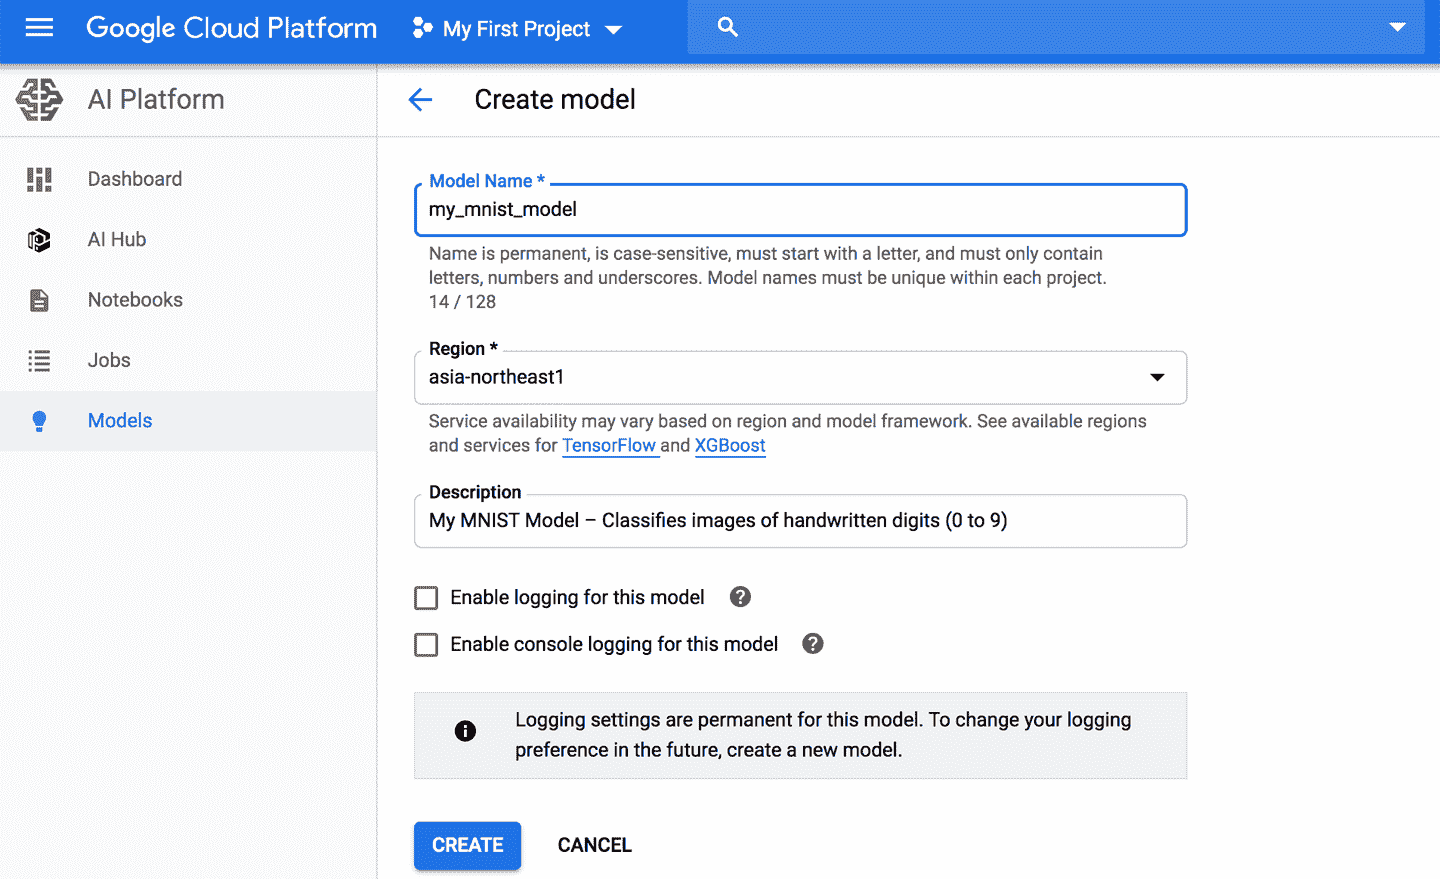 Google Cloud Platform
My First Project
AI Platform
Create model
Dashboard
AI Hub
Notebooks
Jobs
Models
Model Name *
my_mnist_model
Name is permanent, is case-sensitive, must start with a letter, and must only contain
letters, numbers and underscores. Model names must be unique within each project.
14 / 128
Region *
asia-northeast1
Service availability may vary based on region and model framework. See available regions
and services for TensorFlow and XGBoost
Description
My MNIST Model – Classifies images of handwritten digits (0 to 9)
Enable logging for this model
Enable console logging for this model
Logging settings are permanent for this model. To change your logging
preference in the future, create a new model.
CREATE CANCEL